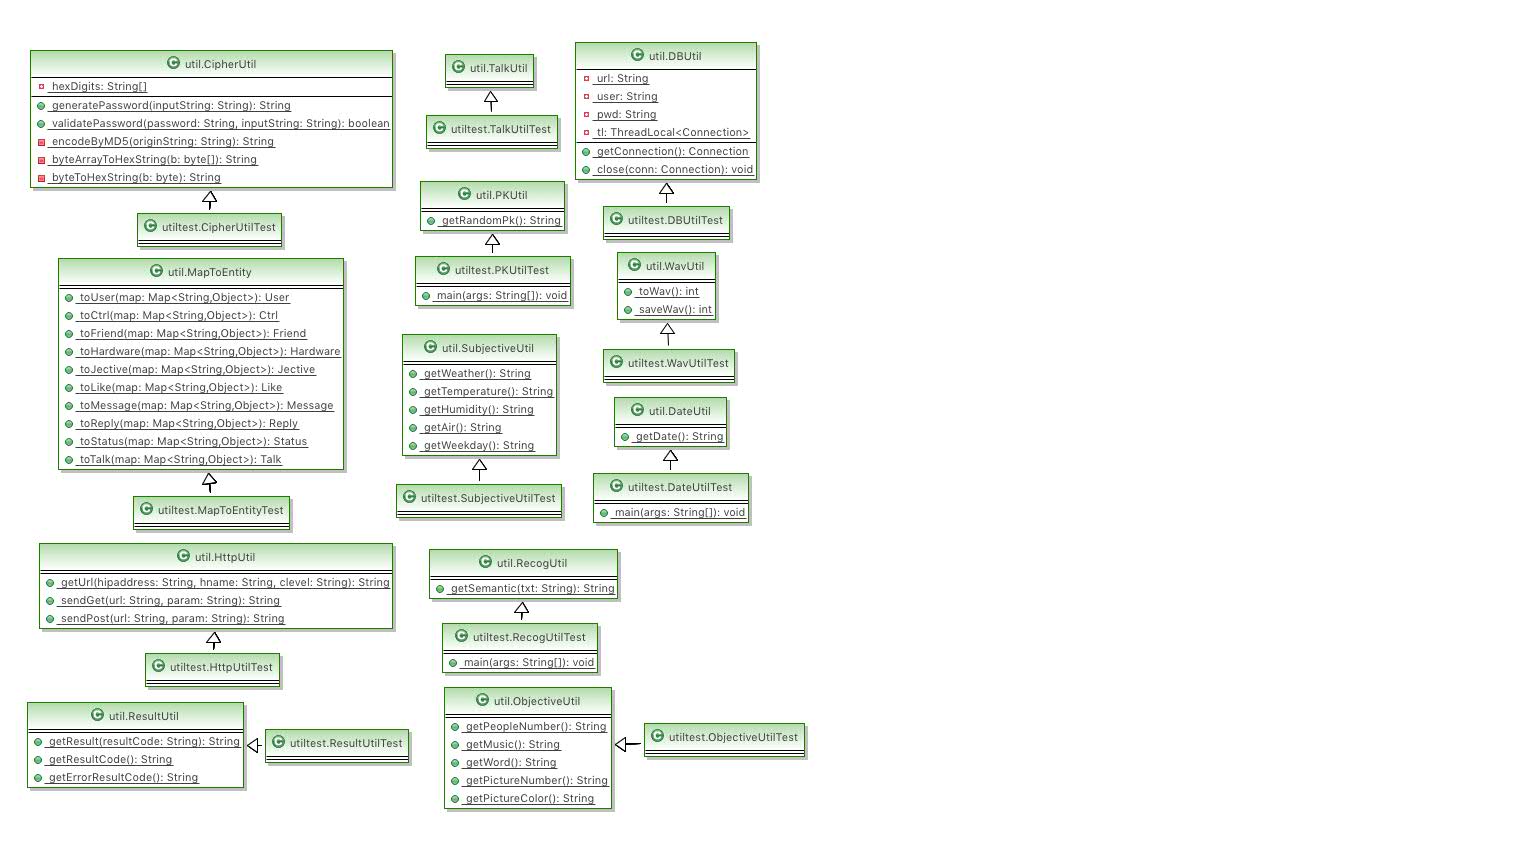 util.CipherUtil
hexDigits: String[]
generatePassword(inputString: String): String
validatePassword(password: String, inputString: String): boolean
encodeByMD5(originString: String): String
byteArrayToHexString(b: byte[]): String
byteToHexString(b: byte): String
utiltest.CipherUtilTest
util.MapToEntity
toUser(map: Map<String,Object>): User
toCtrl(map: Map<String,Object>): Ctrl
toFriend(map: Map<String,Object>): Friend
toHardware(map: Map<String,Object>): Hardware
toJective(map: Map<String,Object>): Jective
toLike(map: Map<String,Object>): Like
toMessage(map: Map<String,Object>): Message
toReply(map: Map<String,Object>): Reply
toStatus(map: Map<String,Object>): Status
toTalk(map: Map<String,Object>): Talk
utiltest.MapToEntityTest
util.HttpUtil
getUrl(hipaddress: String, hname: String, clevel: String): String
sendGet(url: String, param: String): String
sendPost(url: String, param: String): String
utiltest.HttpUtilTest
util.ResultUtil
getResult(resultCode: String): String
getResultCode(): String
getErrorResultCode(): String
utiltest.ResultUtilTest
util.TalkUtil
utiltest.TalkUtilTest
util.PKUtil
getRandomPk(): String
utiltest.PKUtilTest
main(args: String[]): void
util.SubjectiveUtil
getWeather(): String
getTemperature(): String
getHumidity(): String
getAir(): String
getWeekday(): String
utiltest.SubjectiveUtilTest
util.RecogUtil
getSemantic(txt: String): String
utiltest.RecogUtilTest
main(args: String[]): void
util.ObjectiveUtil
getPeopleNumber(): String
getMusic(): String
getWord(): String
getPictureNumber(): String
getPictureColor(): String
utiltest.ObjectiveUtilTest
util.DBUtil
url: String
user: String
pwd: String
tl: ThreadLocal<Connection>
getConnection(): Connection
close(conn: Connection): void
utiltest.DBUtilTest
util.WavUtil
toWav(): int
saveWav(): int
utiltest.WavUtilTest
util.DateUtil
getDate(): String
utiltest.DateUtilTest
main(args: String[]): void